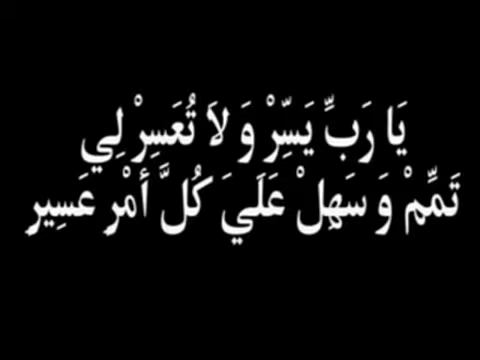 يَا رَبِّ يَسِّرْ وَ لاَ تُعَسِرْ لِي
تَمِّمْ وَ سَهِلْ عَلَيَ كُلَّ أَمْرٍ عَسِيرٍ